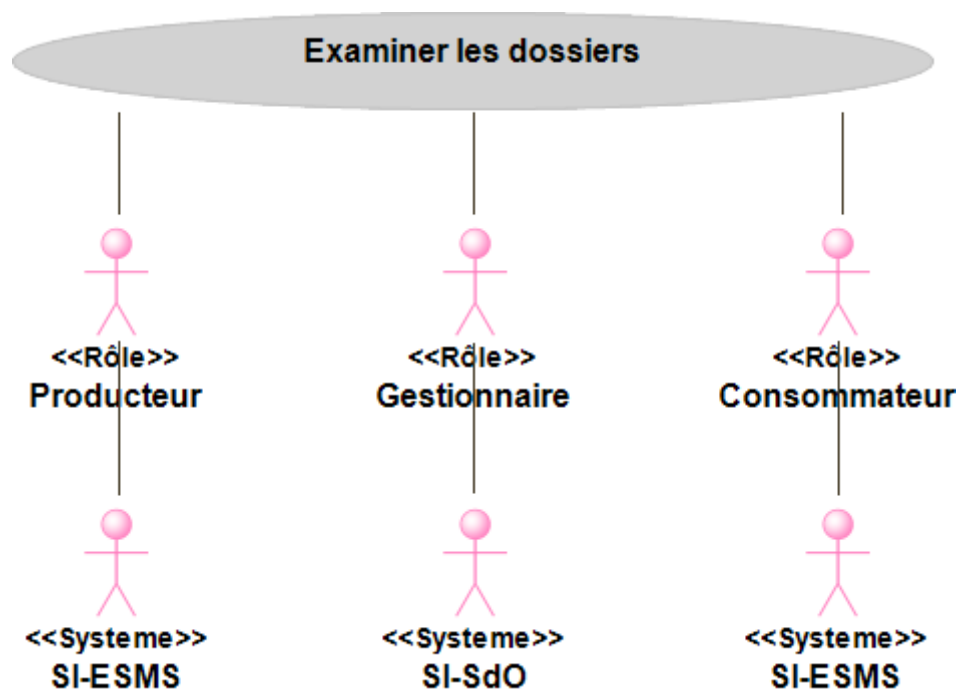 Examiner les dossiers
<<Rôle>> <<Rôle>> <<Rôle>>
Producteur Gestionnaire Consommateur
<<Systeme>> <<Systeme>> <<Systeme>>
SI-ESMS SI-SdO SI-ESMS